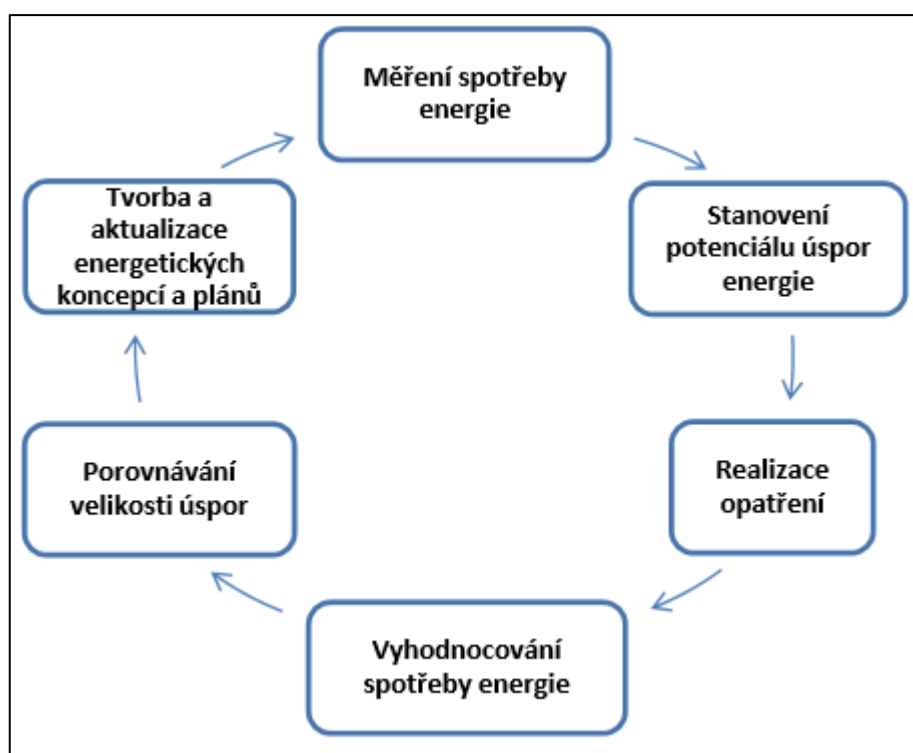 Měření spotřeby
energie
Stanovení
potenciálu úspor
energie
Realizace
opatření
Vyhodnocování
spotřeby energie
Porovnávání
velikosti úspor
Tvorba a
aktualizace
energetických
koncepcí a plánů